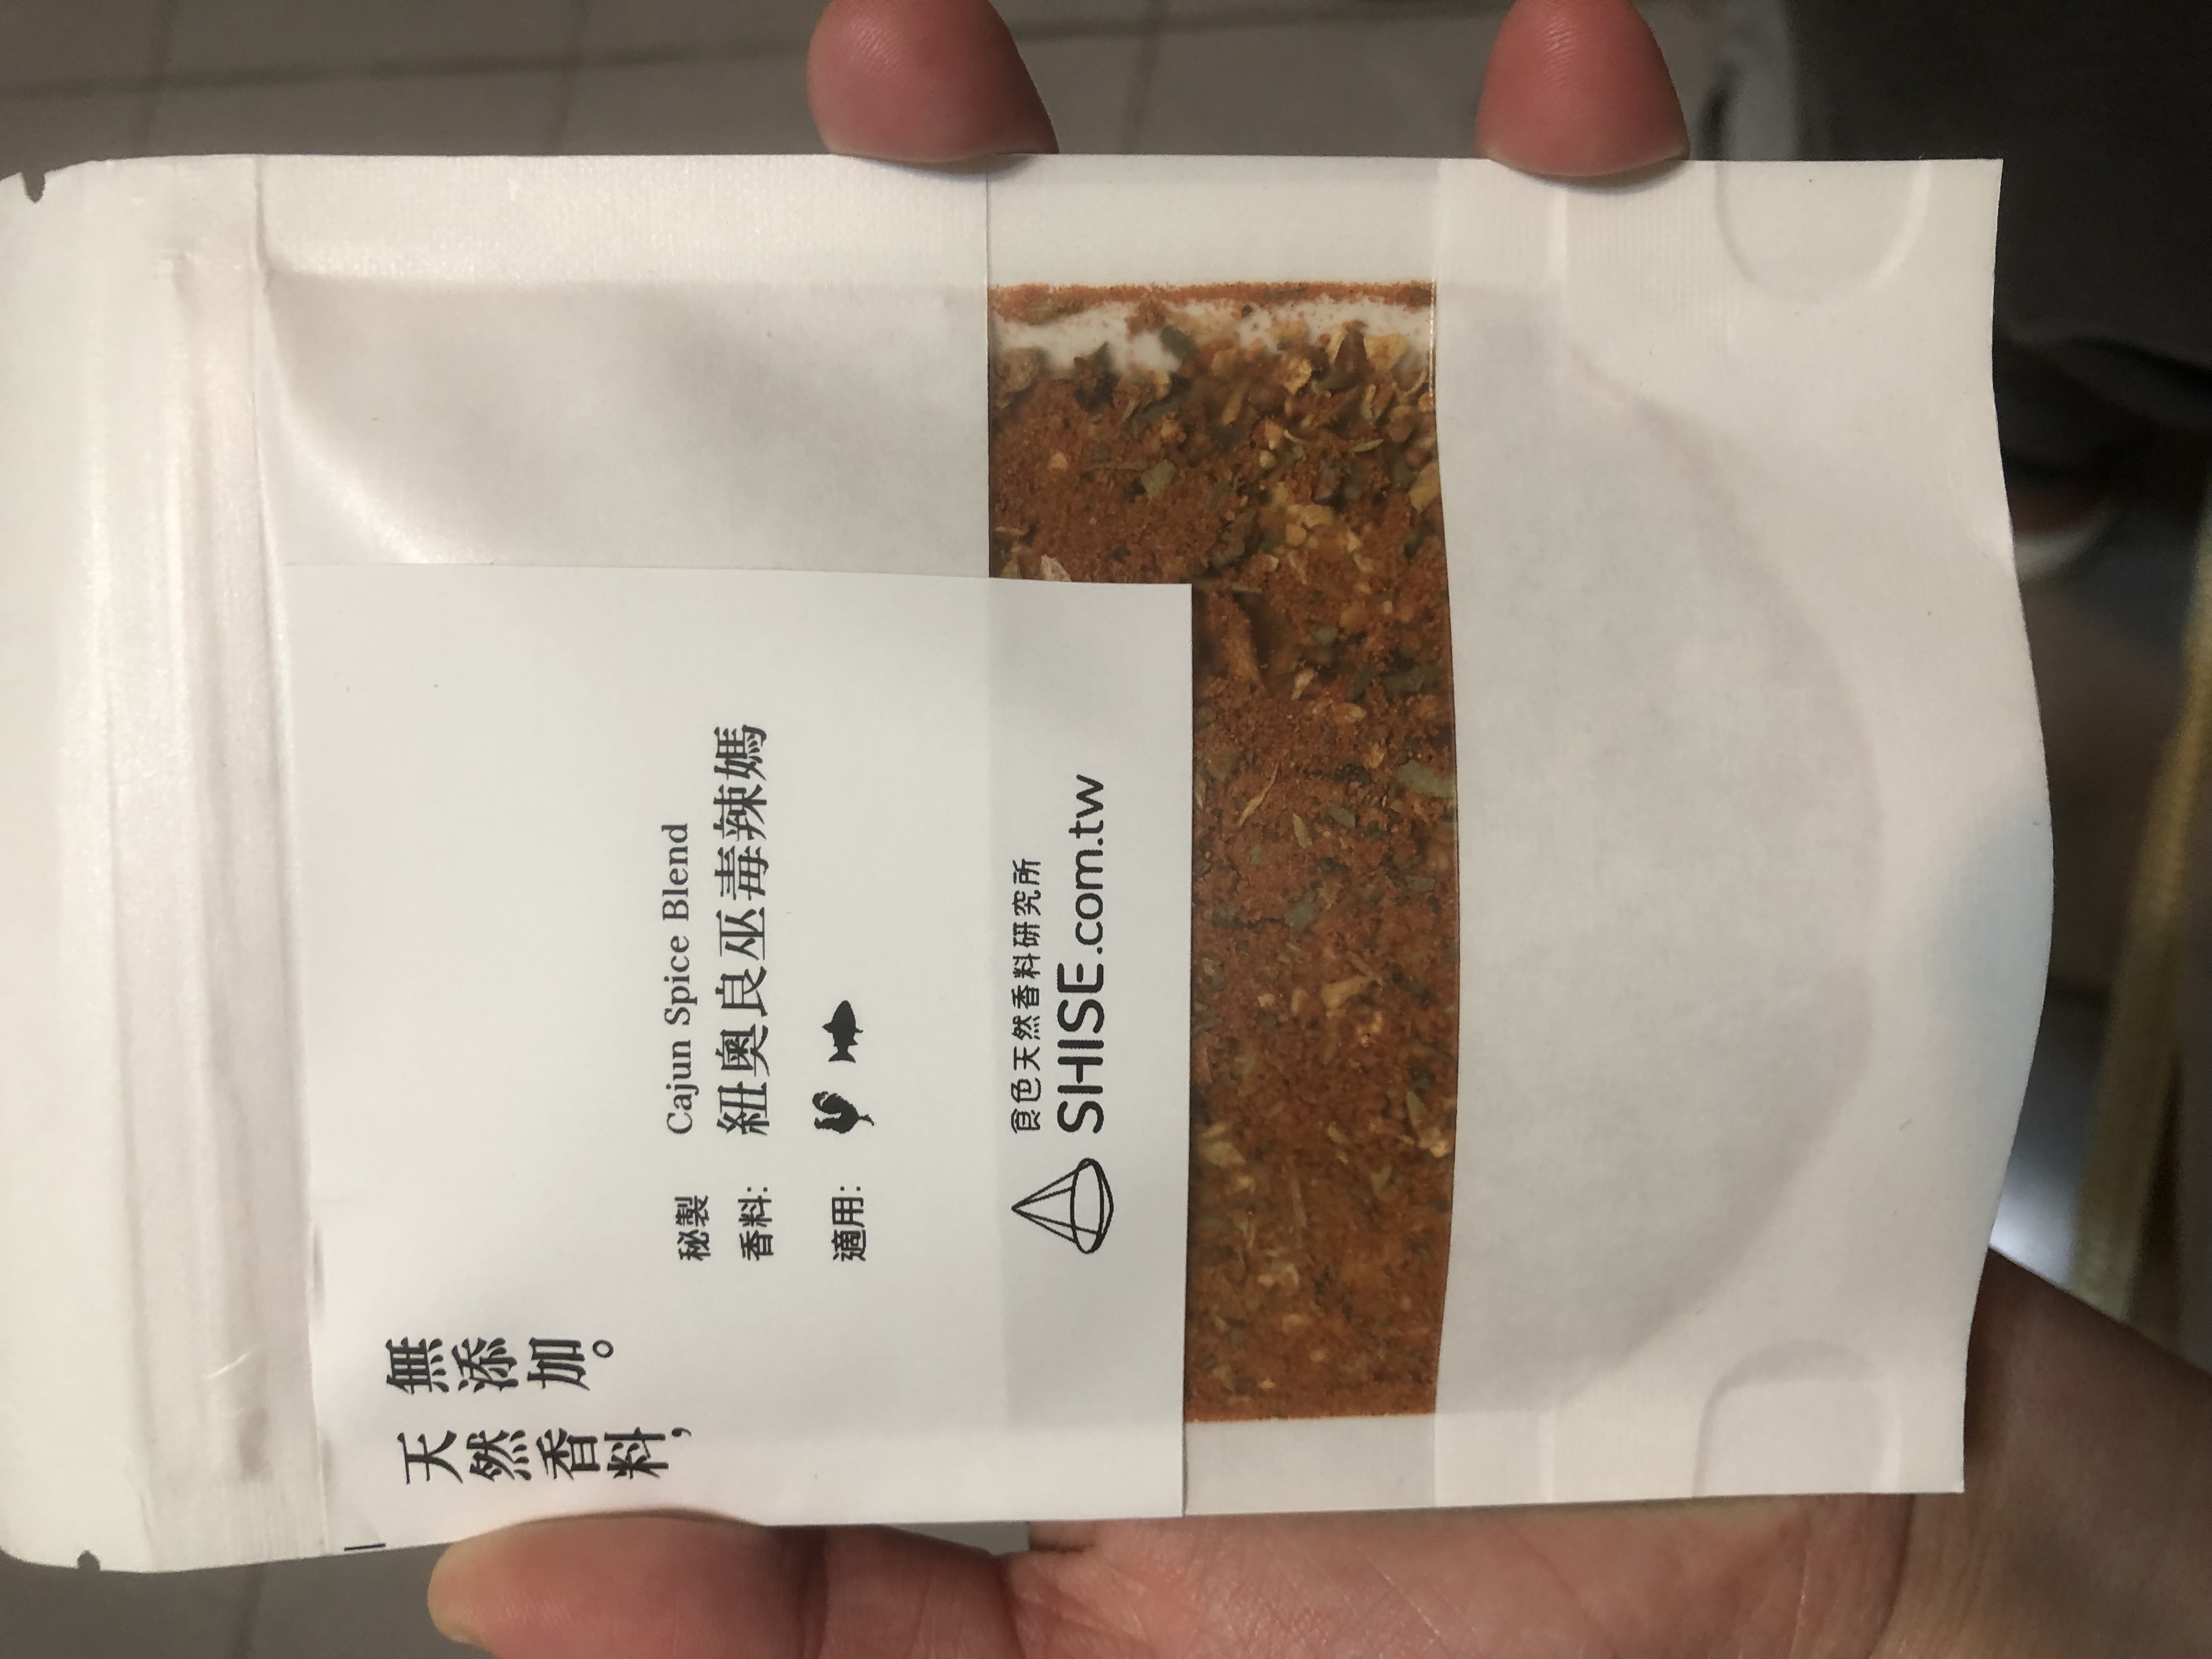 天然香料，
無添加。
秘製香料：
Cajun Spice Blend
紐奧良巫毒辣媽
適用：
食色天然香料研究所
SHISE.com.tw